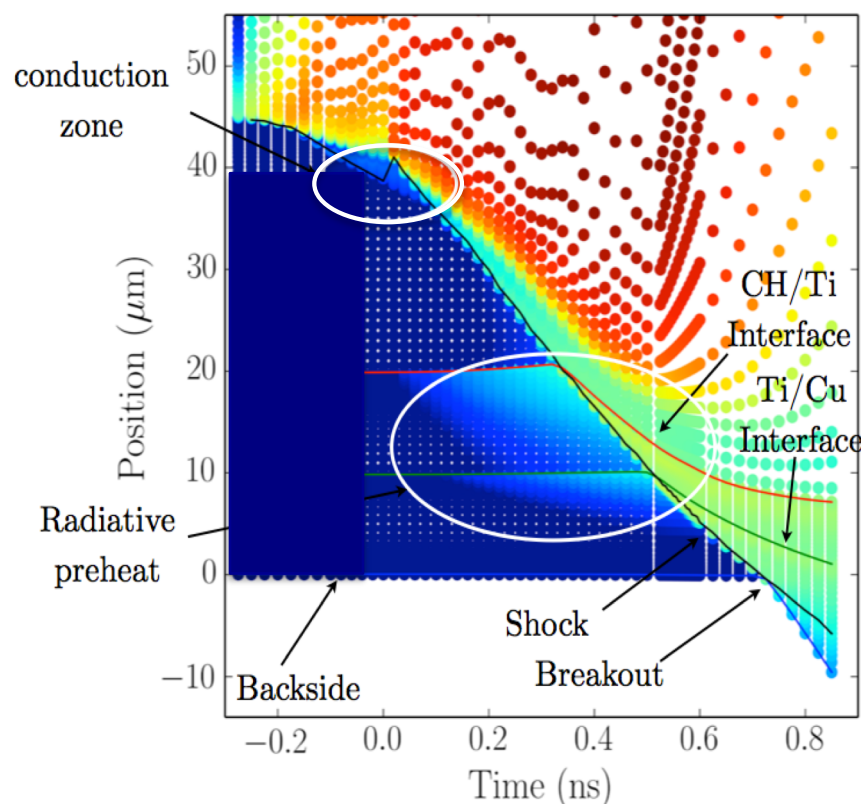 conduction
zone
50
40
30
20
10
0
−10
Position (μm)
CH/Ti
Interface
Ti/Cu
Interface
Radiative
preheat
Shock
Breakout
Backside
−0.2 0.0 0.2 0.4 0.6 0.8
Time (ns)